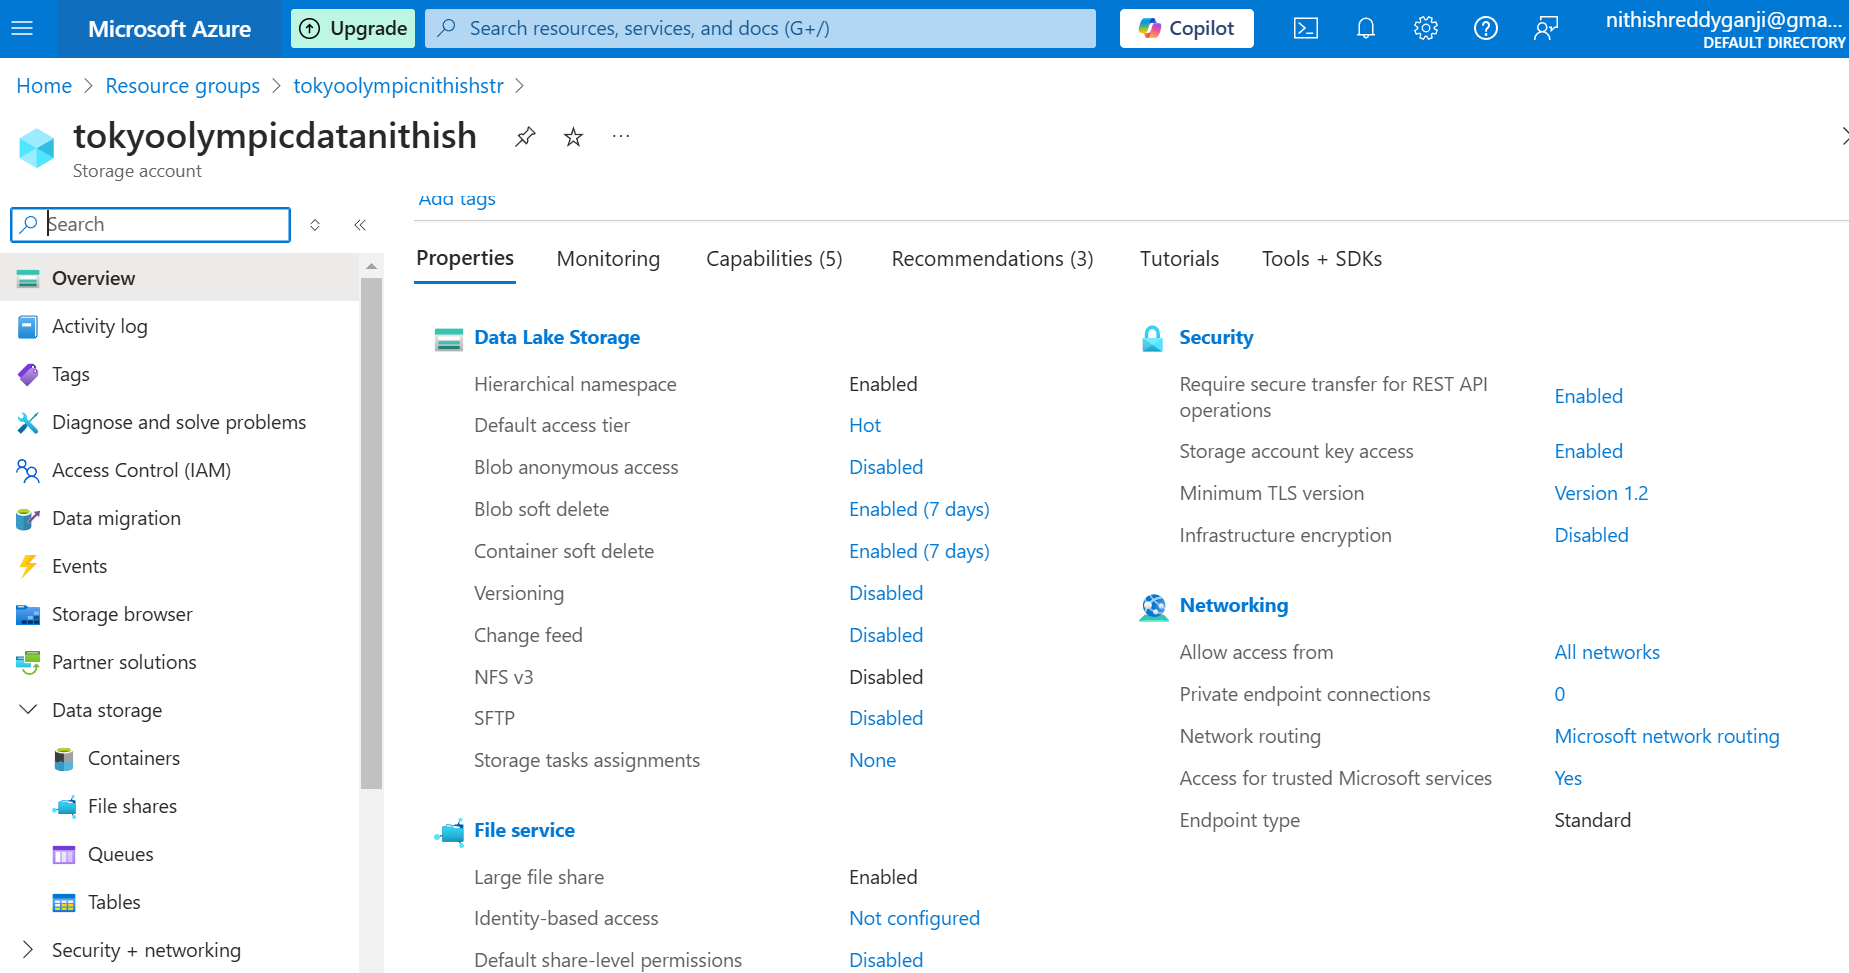 Microsoft Azure
Upgrade
Search resources, services, and docs (G+/)
Copilot
nithishreddyganji@gma...
DEFAULT DIRECTORY
Home > Resource groups > tokyoolympicnithishstr >
tokyoolympicdatanithish
Storage account
Search
Overview
Activity log
Tags
Diagnose and solve problems
Access Control (IAM)
Data migration
Events
Storage browser
Partner solutions
Data storage
Containers
File shares
Queues
Tables
Security + networking
Add tags
Properties Monitoring Capabilities (5) Recommendations (3) Tutorials Tools + SDKs
Data Lake Storage
Hierarchical namespace Enabled
Default access tier Hot
Blob anonymous access Disabled
Blob soft delete Enabled (7 days)
Container soft delete Enabled (7 days)
Versioning Disabled
Change feed Disabled
NFS v3 Disabled
SFTP Disabled
Storage tasks assignments None
File service
Large file share Enabled
Identity-based access Not configured
Default share-level permissions Disabled
Security
Require secure transfer for REST API
operations Enabled
Storage account key access Enabled
Minimum TLS version Version 1.2
Infrastructure encryption Disabled
Networking
Allow access from All networks
Private endpoint connections 0
Network routing Microsoft network routing
Access for trusted Microsoft services Yes
Endpoint type Standard